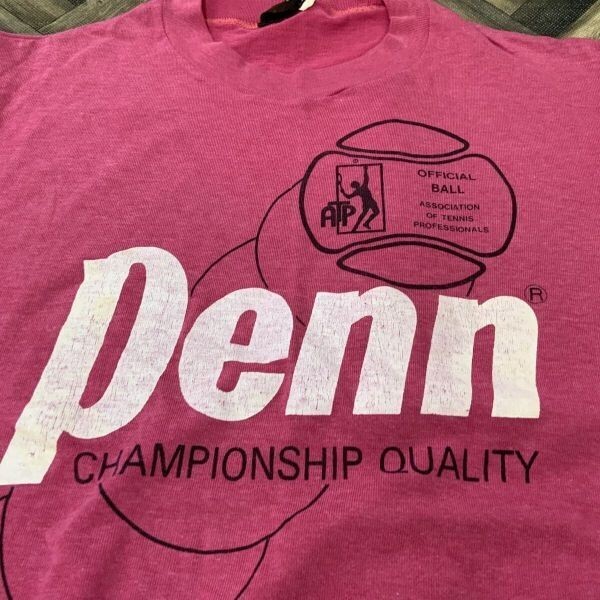 OFFICIAL
BALL
ATP
ASSOCIATION
OF TENNIS
PROFESSIONALS
Penn®
CHAMPIONSHIP QUALITY